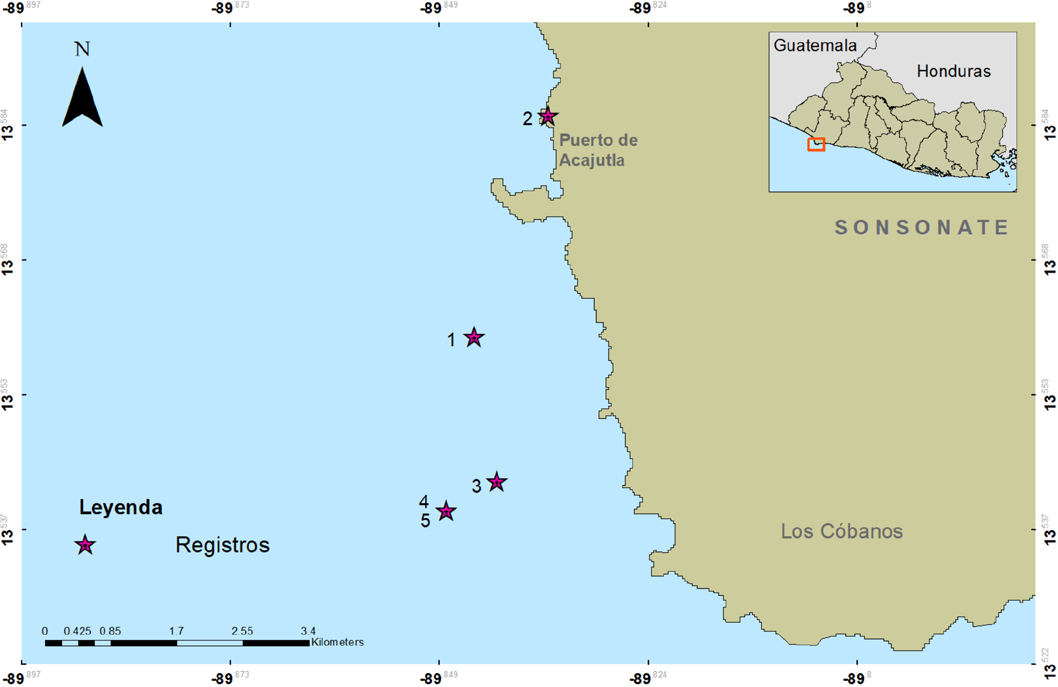 -89 897
-89 873
-89 849
-89 824
-89 8
N
Guatemala
Honduras
13 584
13 584
2
Puerto de
Acajutla
SONSONATE
13 568
13 568
1
13 553
13 553
3
4
5
Leyenda
Registros
Los Cóbanos
13 537
13 537
0 0.425 0.85 1.7 2.55 3.4
Kilometers
13 522
13 522
-89 897
-89 873
-89 849
-89 824
-89 8